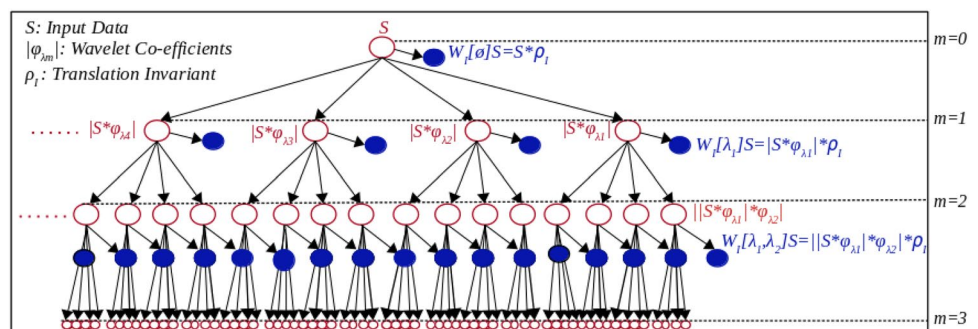 S: Input Data
|φλm|: Wavelet Co-efficients
ρI: Translation Invariant
S
WI[ø]S=S*ρI
m=0
...... |S*φλ4|
|S*φλ3|
|S*φλ2|
|S*φλ1|
m=1
WI[λ1]S=|S*φλ1|*ρI
m=2
......
||S*φλ1|*φλ2|
WI[λ1,λ2]S=||S*φλ1|*φλ2|*ρI
m=3